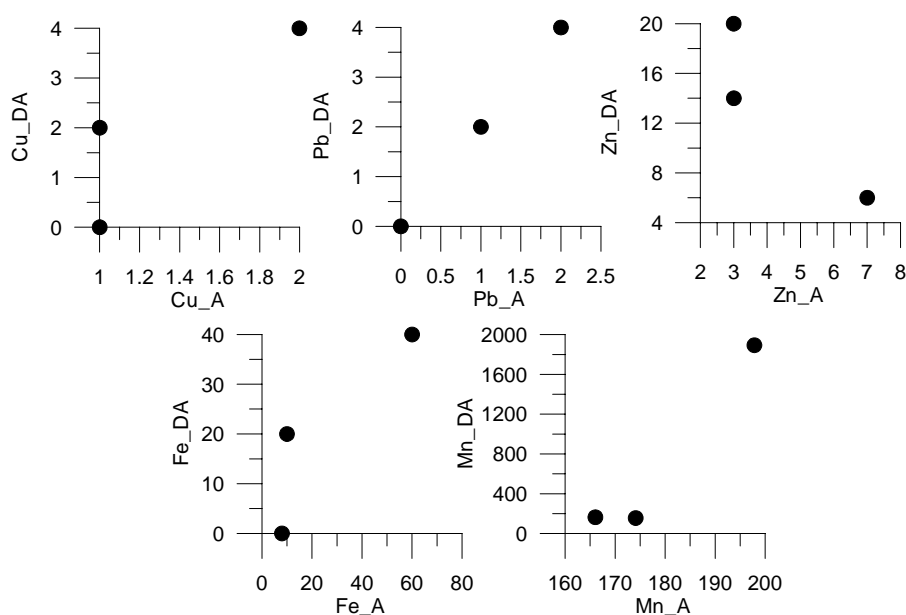 4
3
2
1
0
Cu_DA
1 1.2 1.4 1.6 1.8 2
Cu_A
4
3
2
1
0
Pb_DA
0 0.5 1 1.5 2 2.5
Pb_A
20
16
12
8
4
Zn_DA
2 3 4 5 6 7 8
Zn_A
40
30
20
10
0
Fe_DA
0 20 40 60 80
Fe_A
2000
1600
1200
800
400
0
Mn_DA
160 170 180 190 200
Mn_A